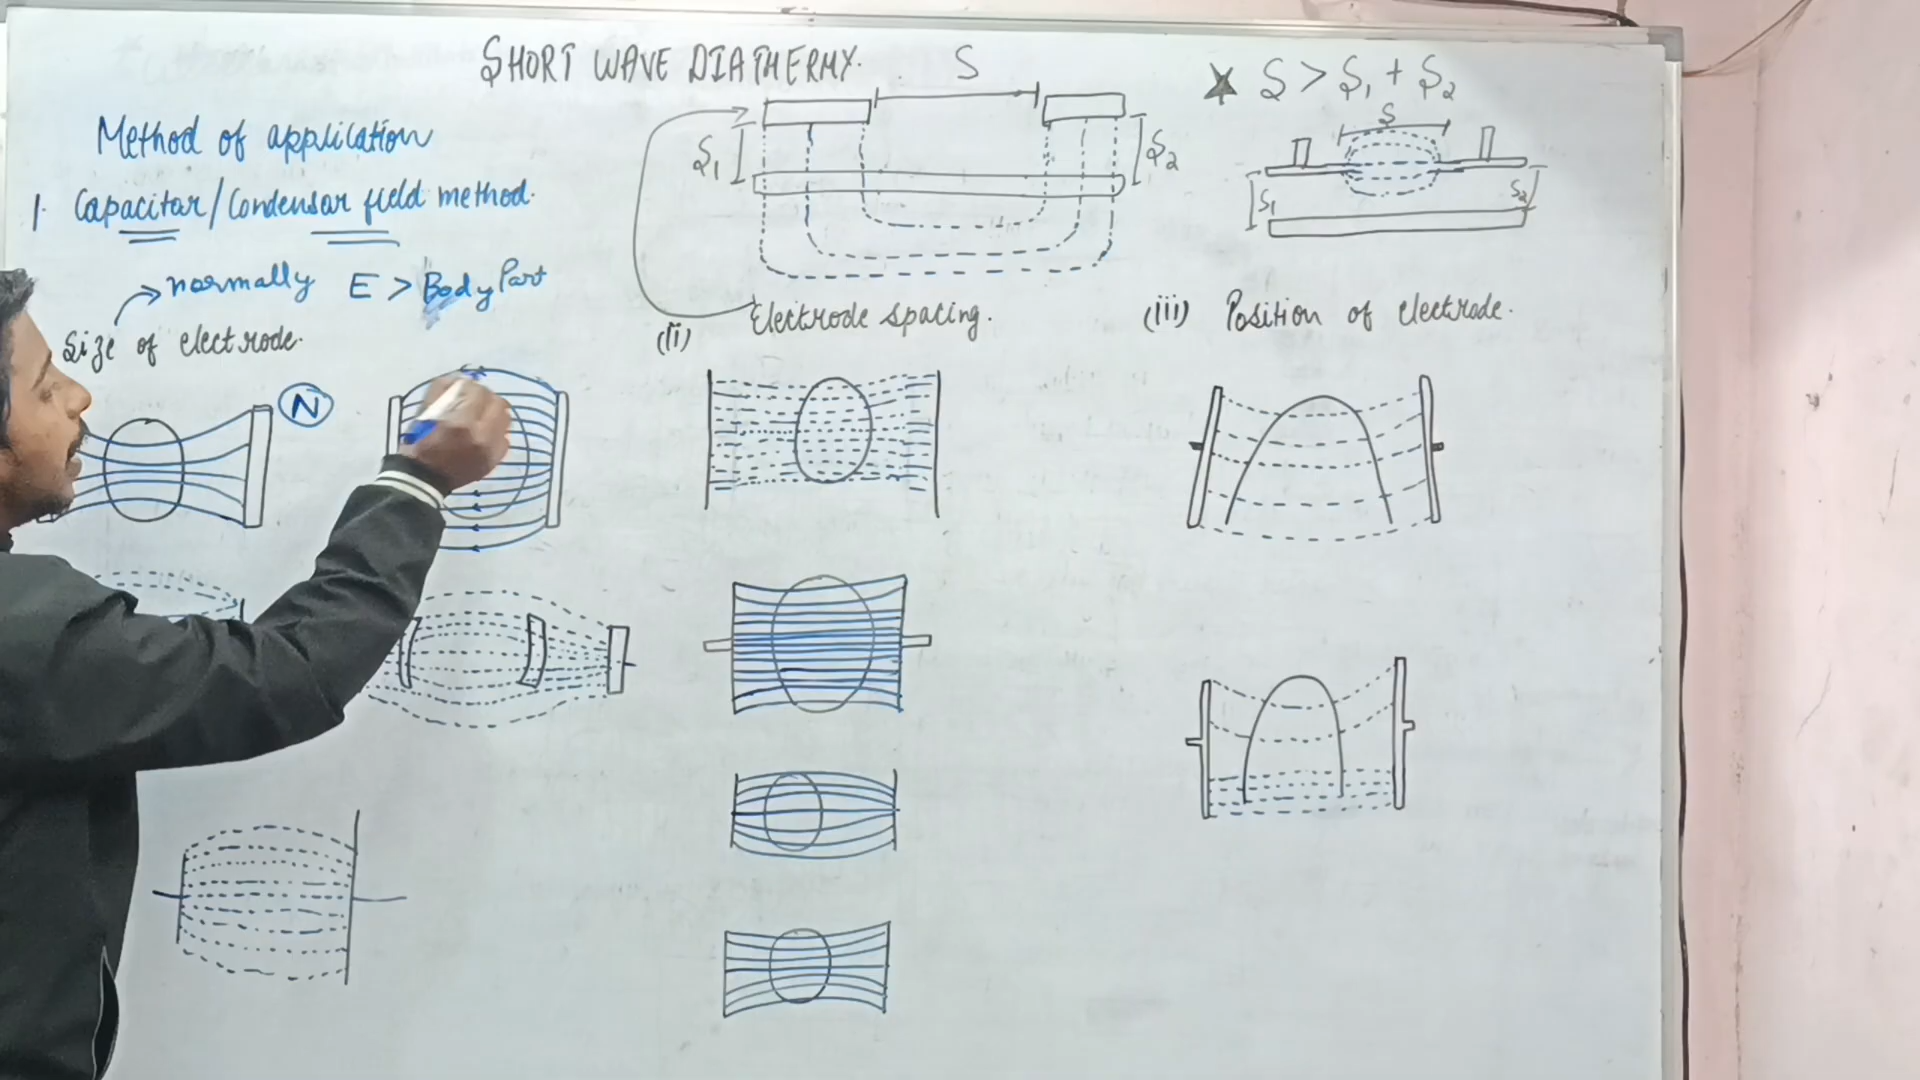 SHORT WAVE DIATHERMY.
Method of application
1. Capacitor/Condensor field method.
normally E > Body Part
Size of electrode.
N
S
S1
S2
(ii) Electrode spacing.
★ S > S1 + S2
S
S1
S2
(iii) Position of electrode.